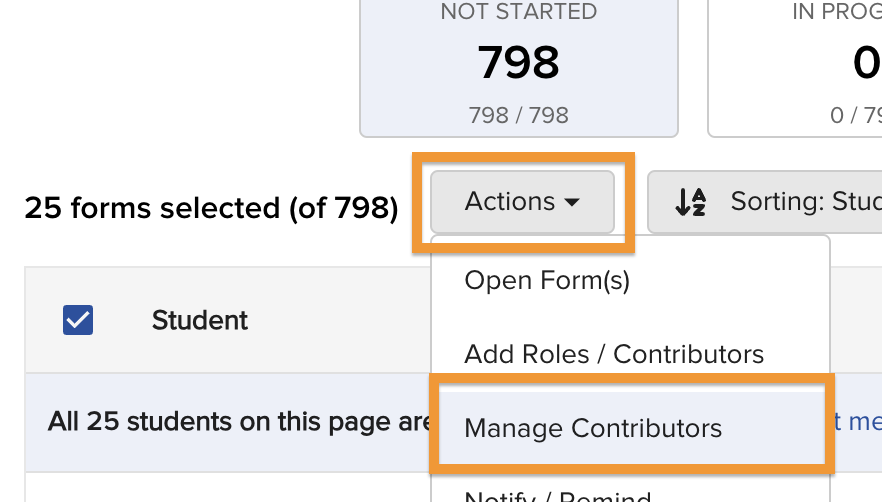 NOT STARTED
IN PROG
798
0
798 / 798
0 / 79
25 forms selected (of 798)
Actions
Sorting: Stud
Open Form(s)
Student
Add Roles / Contributors
All 25 students on this page are
t me
Manage Contributors
Notify / Remind